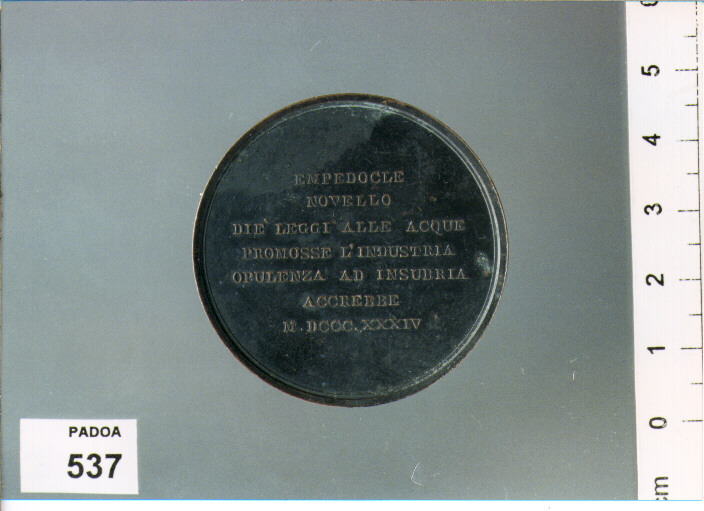 EMPEDOCLE
NOVELLO
DIE' LEGGI ALLE ACQUE
PROMOSSE L'INDUSTRIA
OPULENZA AD INSUBRIA
ACCREBBE
M.DCCC.XXXIV
PADOA
537
5
4
3
2
1
0
cm